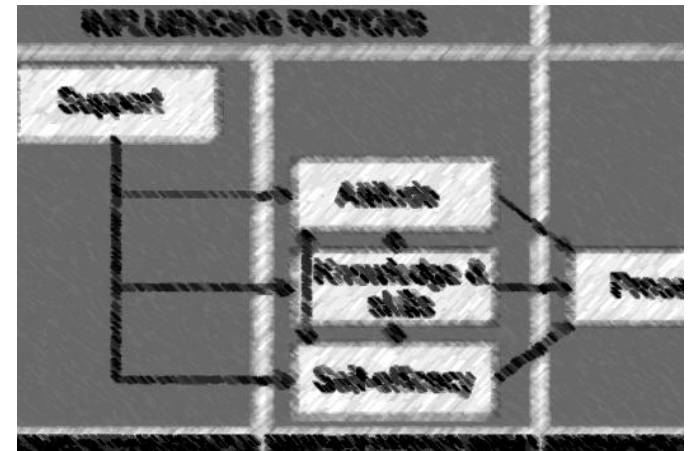 INFLUENCING FACTORS
Support
Attitude
Knowledge &
skills
Self-efficacy